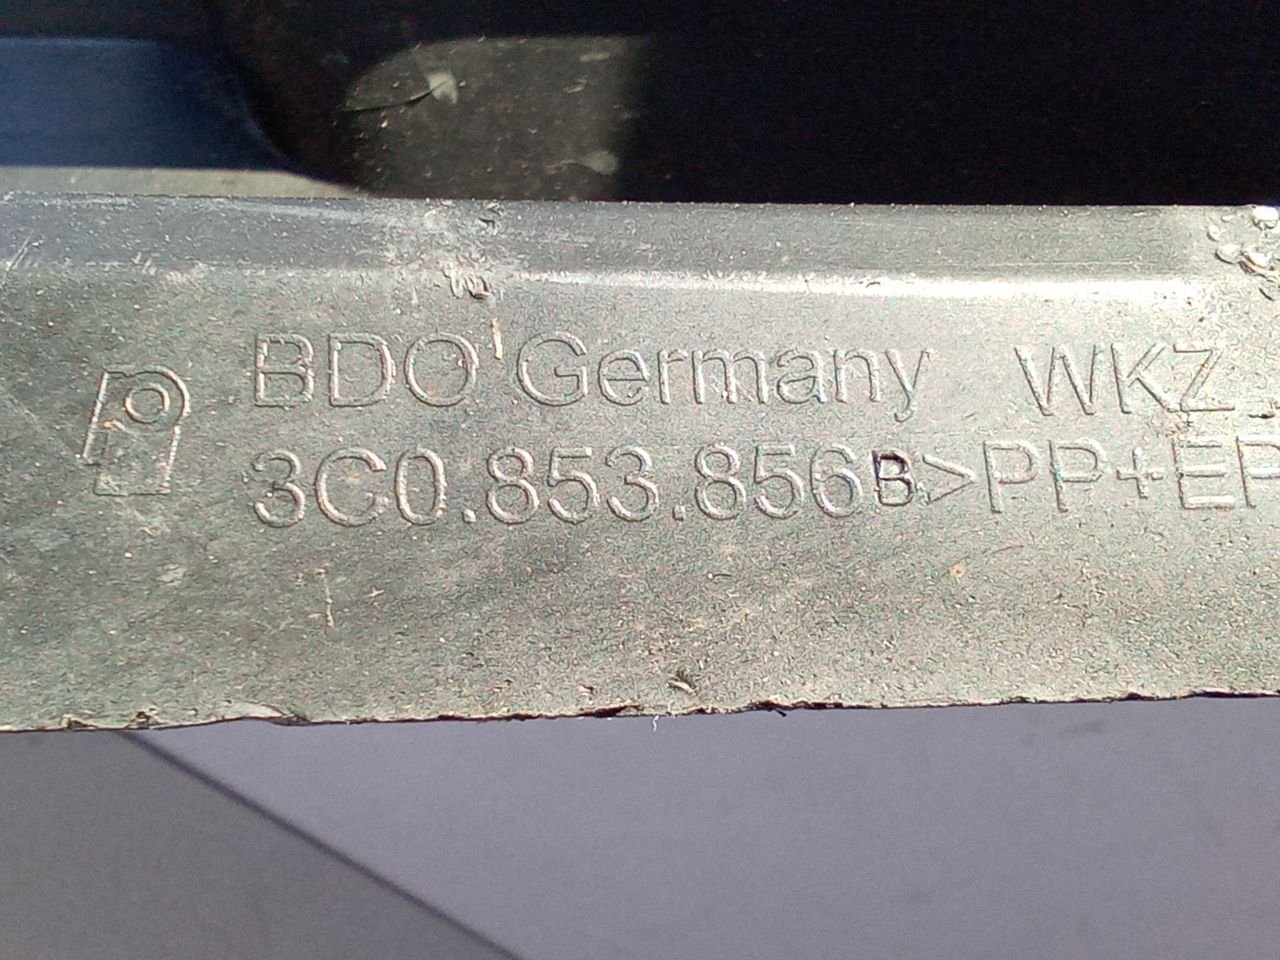 BDO Germany WKZ
3C0.853.856B >PP+EP